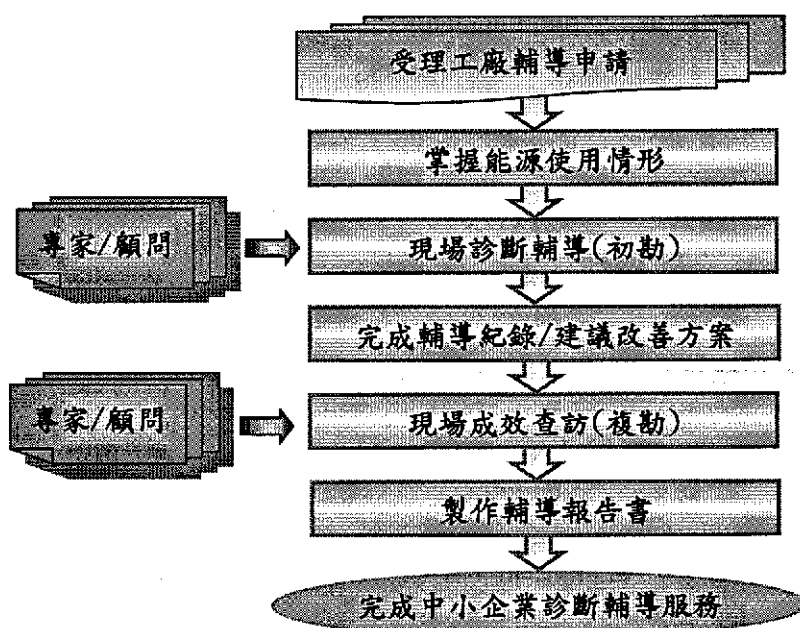 受理工廠輔導申請
掌握能源使用情形
專家/顧問
現場診斷輔導(初勘)
完成輔導紀錄/建議改善方案
專家/顧問
現場成效查訪(複勘)
製作輔導報告書
完成中小企業診斷輔導服務